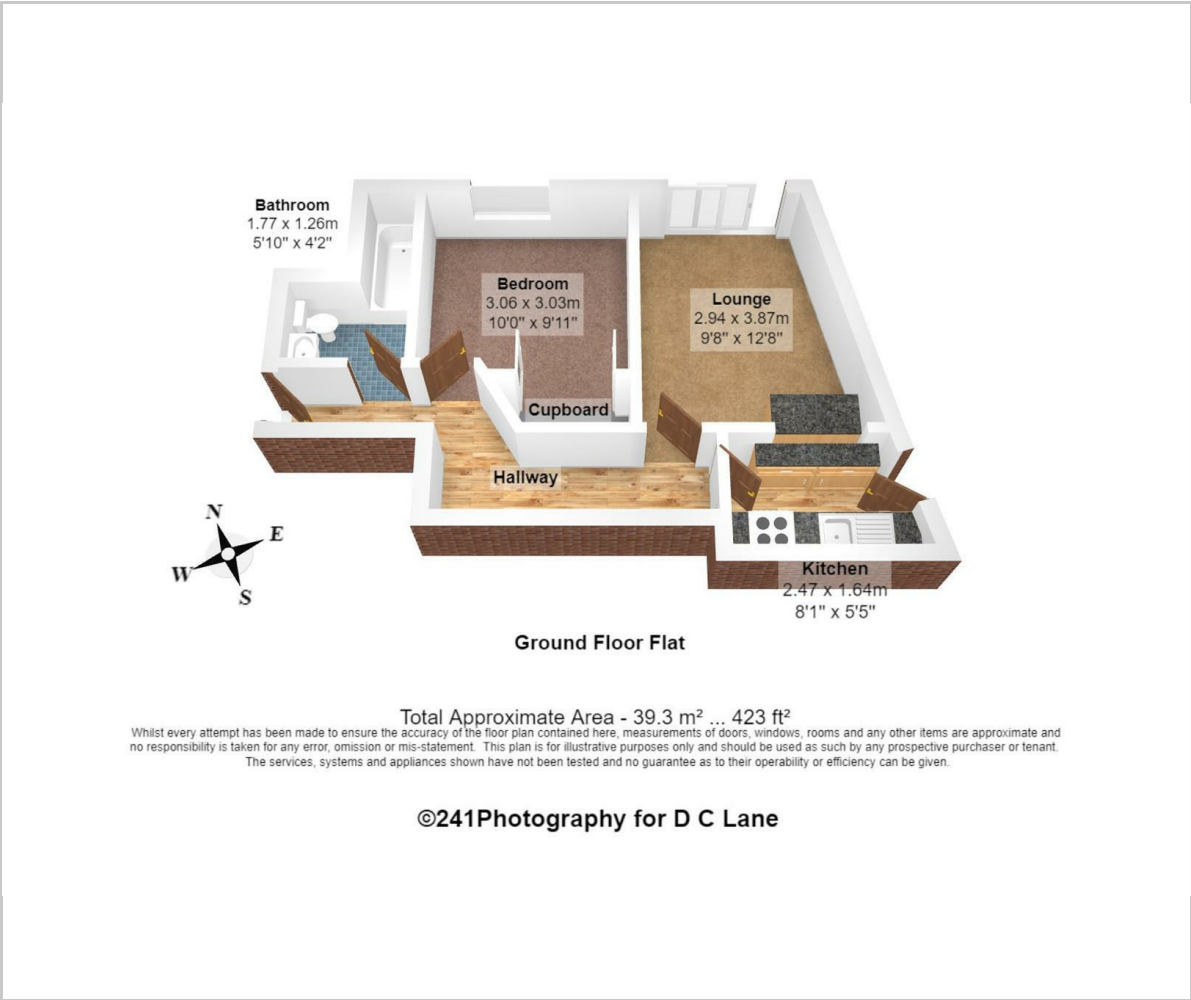 Bathroom
1.77 x 1.26m
5'10" x 4'2"
Bedroom
3.06 x 3.03m
10'0" x 9'11"
Lounge
2.94 x 3.87m
9'8" x 12'8"
Cupboard
Hallway
N
E
W
S
Kitchen
2.47 x 1.64m
8'1" x 5'5"
Ground Floor Flat
Total Approximate Area - 39.3 m² ... 423 ft²
Whilst every attempt has been made to ensure the accuracy of the floor plan contained here, measurements of doors, windows, rooms and any other items are approximate and
no responsibility is taken for any error, omission or mis-statement. This plan is for illustrative purposes only and should be used as such by any prospective purchaser or tenant.
The services, systems and appliances shown have not been tested and no guarantee as to their operability or efficiency can be given.
©241Photography for D C Lane